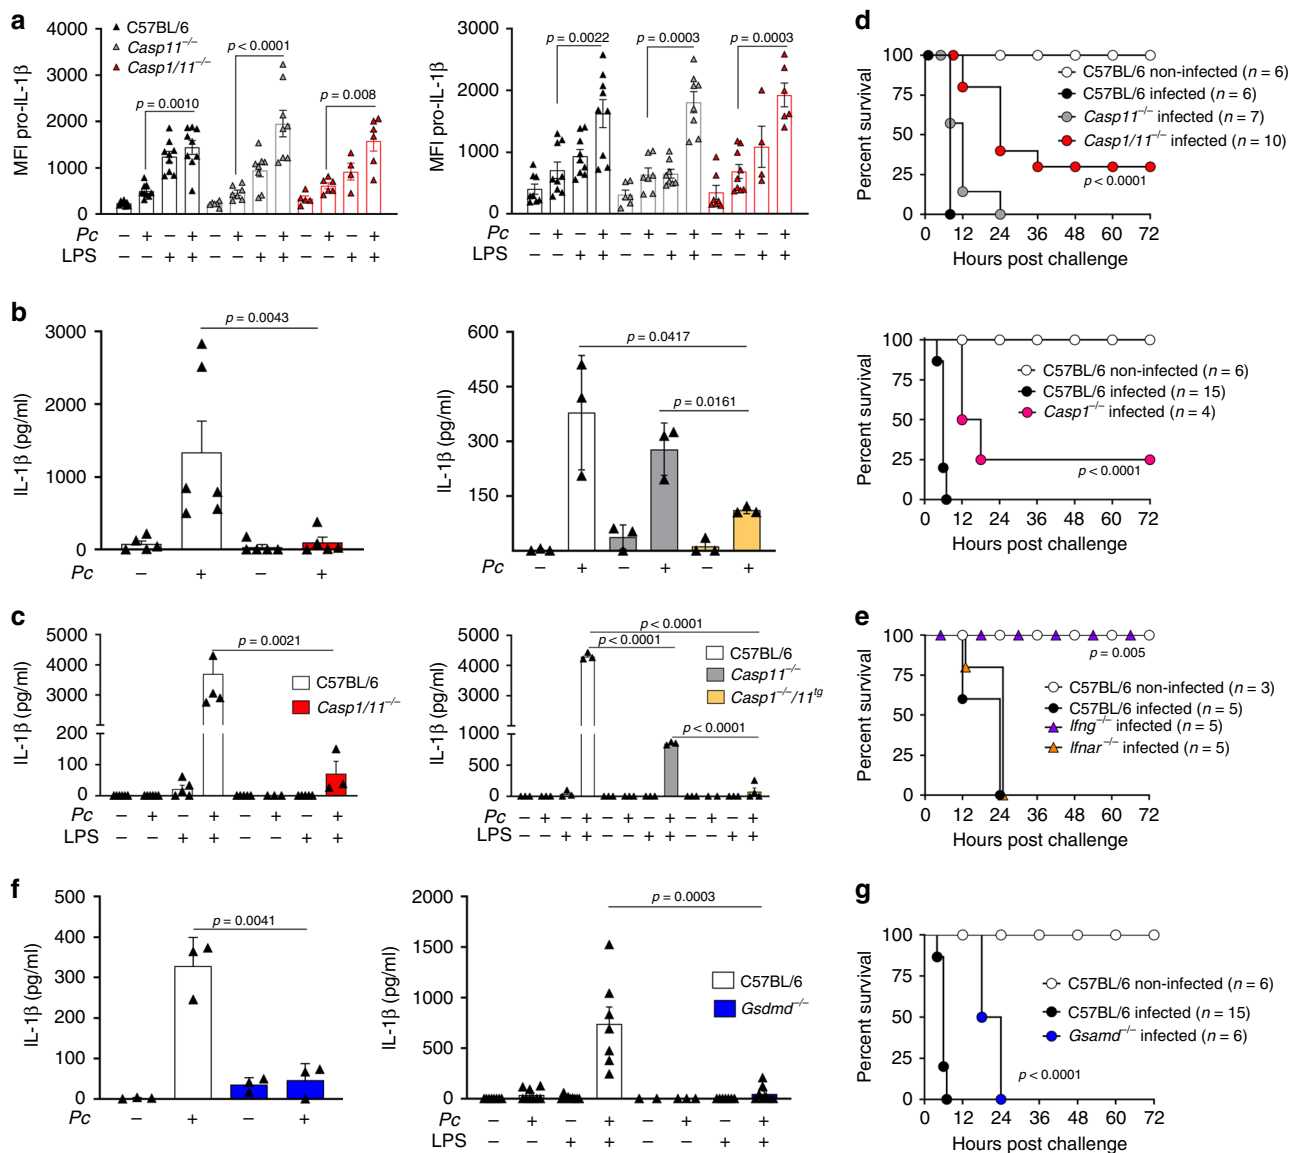 a
4000
3000
2000
1000
0
MFI pro-IL-1β
C57BL/6
Casp11–/–
Casp1/11–/–
p < 0.0001
p = 0.0010
p = 0.008
Pc – + – + – + – + – + – +
LPS – – + + – – + + – – + +
3000
2000
1000
0
MFI pro-IL-1β
p = 0.0022
p = 0.0003
p = 0.0003
Pc – + – + – + – + – + – +
LPS – – + + – – + + – – + +
d
100
75
50
25
0
Percent survival
C57BL/6 non-infected (n = 6)
C57BL/6 infected (n = 6)
Casp11–/– infected (n = 7)
Casp1/11–/– infected (n = 10)
p < 0.0001
0 12 24 36 48 60 72
Hours post challenge
b
3000
2000
1000
0
IL-1β (pg/ml)
p = 0.0043
Pc – + – +
600
450
300
150
IL-1β (pg/ml)
p = 0.0417
p = 0.0161
Pc – + – + – +
100
75
50
25
0
Percent survival
C57BL/6 non-infected (n = 6)
C57BL/6 infected (n = 15)
Casp1–/– infected (n = 4)
p < 0.0001
0 12 24 36 48 60 72
Hours post challenge
c
5000
4000
3000
200
100
0
IL-1β (pg/ml)
p = 0.0021
C57BL/6
Casp1/11–/–
Pc – + – + – + – +
LPS – – + + – – + +
5000
4000
3000
2000
1000
1000
500
0
IL-1β (pg/ml)
p < 0.0001
p < 0.0001
p < 0.0001
C57BL/6
Casp11–/–
Casp1–/–/11tg
Pc – + – + – + – + – + – +
LPS – – + + – – + + – – + +
e
100
75
50
25
0
Percent survival
p = 0.005
C57BL/6 non-infected (n = 3)
C57BL/6 infected (n = 5)
Ifng–/– infected (n = 5)
Ifnar–/– infected (n = 5)
0 12 24 36 48 60 72
Hours post challenge
f
500
400
300
200
100
0
IL-1β (pg/ml)
p = 0.0041
Pc – + – +
2000
1500
1000
500
0
IL-1β (pg/ml)
p = 0.0003
C57BL/6
Gsdmd–/–
Pc – + – + – + – +
LPS – – + + – – + +
g
100
75
50
25
0
Percent survival
C57BL/6 non-infected (n = 6)
C57BL/6 infected (n = 15)
Gsamd–/– infected (n = 6)
p < 0.0001
0 12 24 36 48 60 72
Hours post challenge